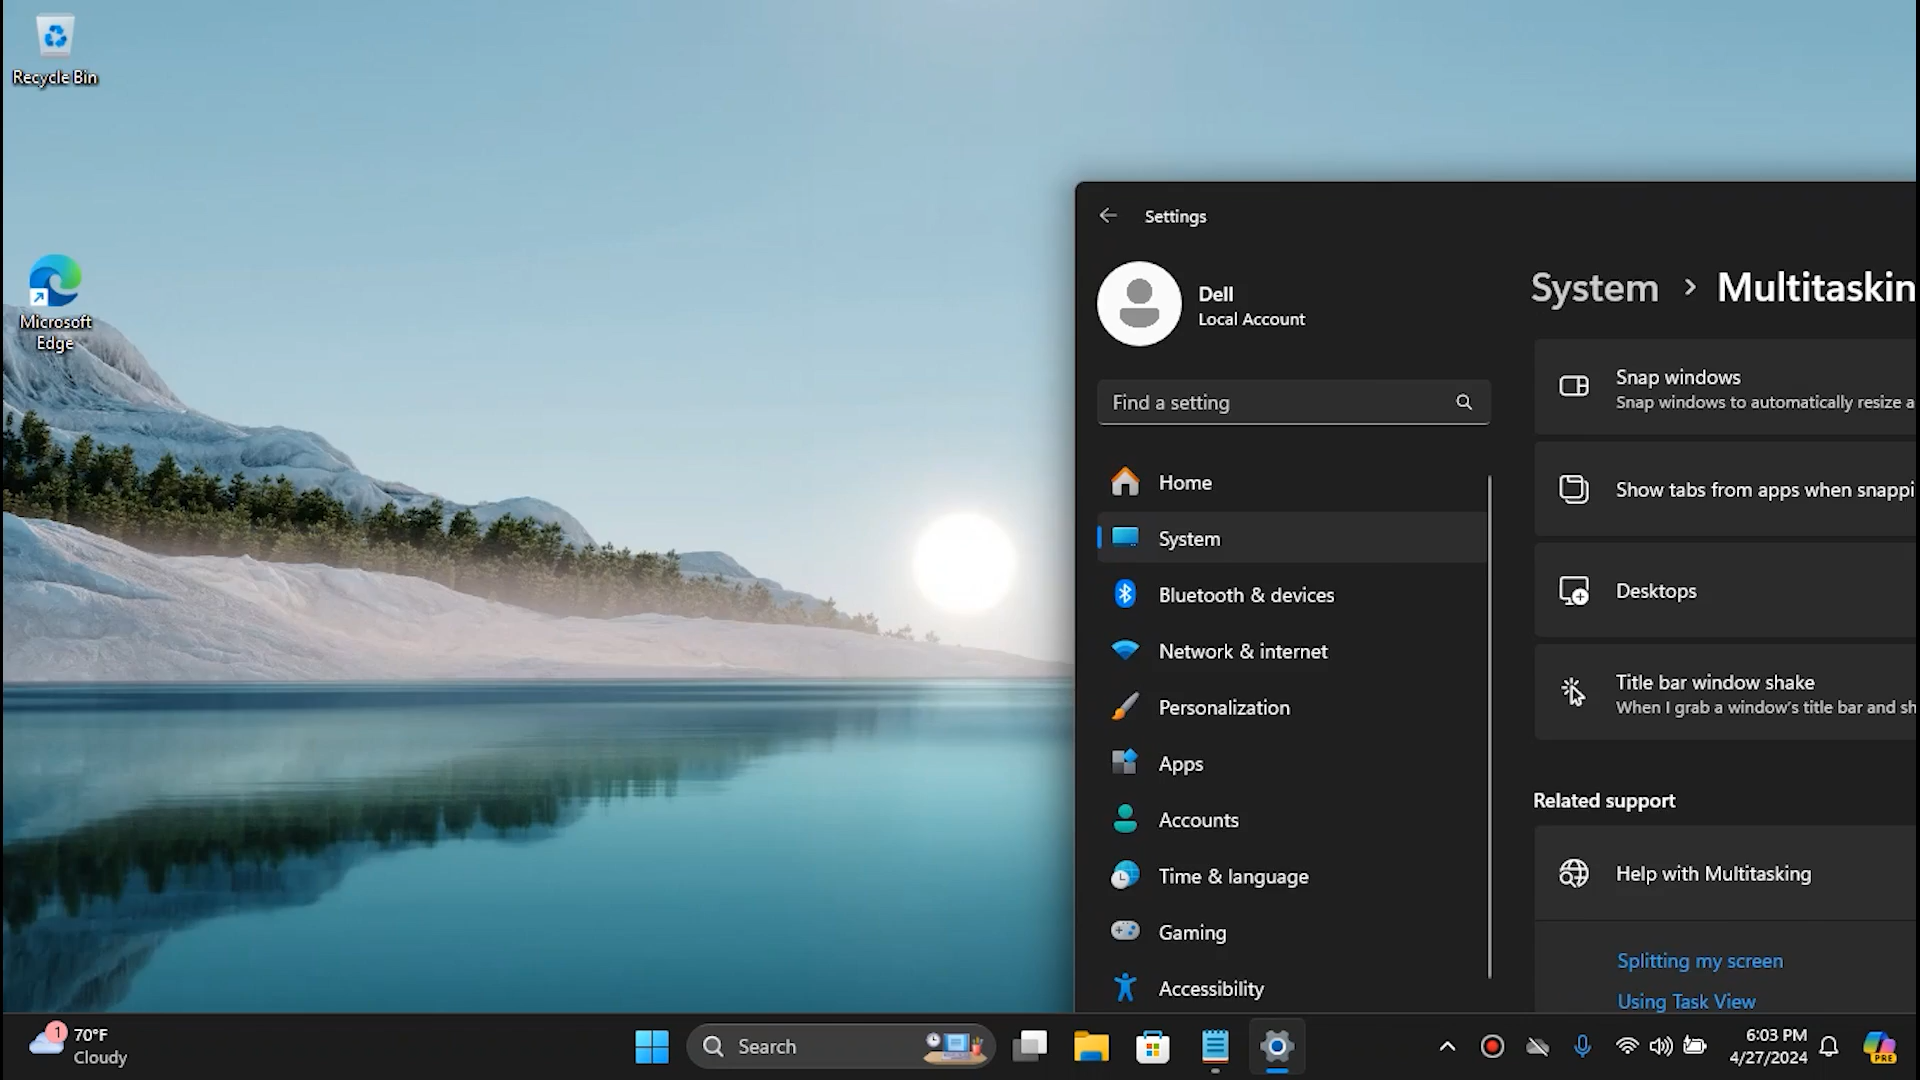 Recycle Bin
Microsoft
Edge
Settings
Dell
Local Account
Find a setting
Home
System
Bluetooth & devices
Network & internet
Personalization
Apps
Accounts
Time & language
Gaming
Accessibility
System > Multitaskin
Snap windows
Snap windows to automatically resize a
Show tabs from apps when snappi
Desktops
Title bar window shake
When I grab a window's title bar and sh
Related support
Help with Multitasking
Splitting my screen
Using Task View
1
70°F
Cloudy
Search
6:03 PM
4/27/2024
PRE